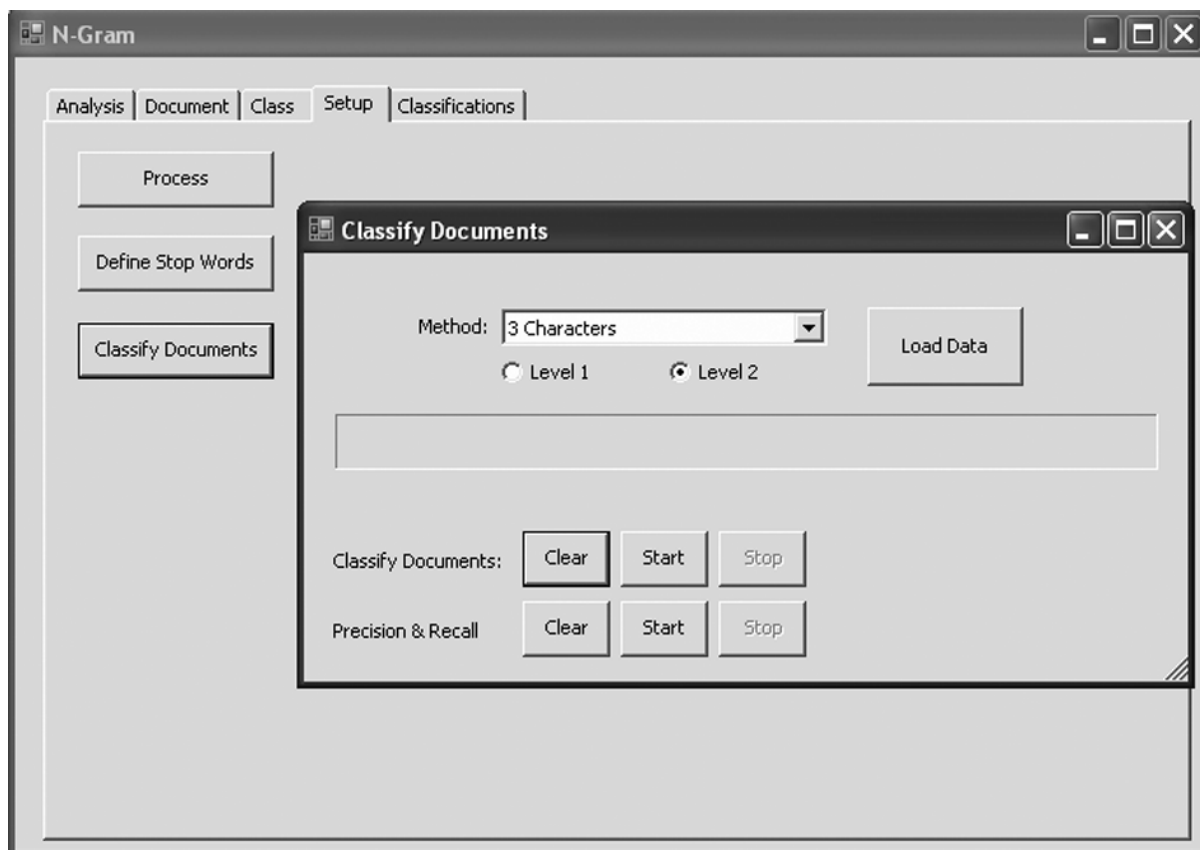 N-Gram
Analysis Document Class Setup Classifications
Process
Define Stop Words
Classify Documents
Classify Documents
Method: 3 Characters
Load Data
Level 1 Level 2
Classify Documents: Clear Start Stop
Precision & Recall Clear Start Stop